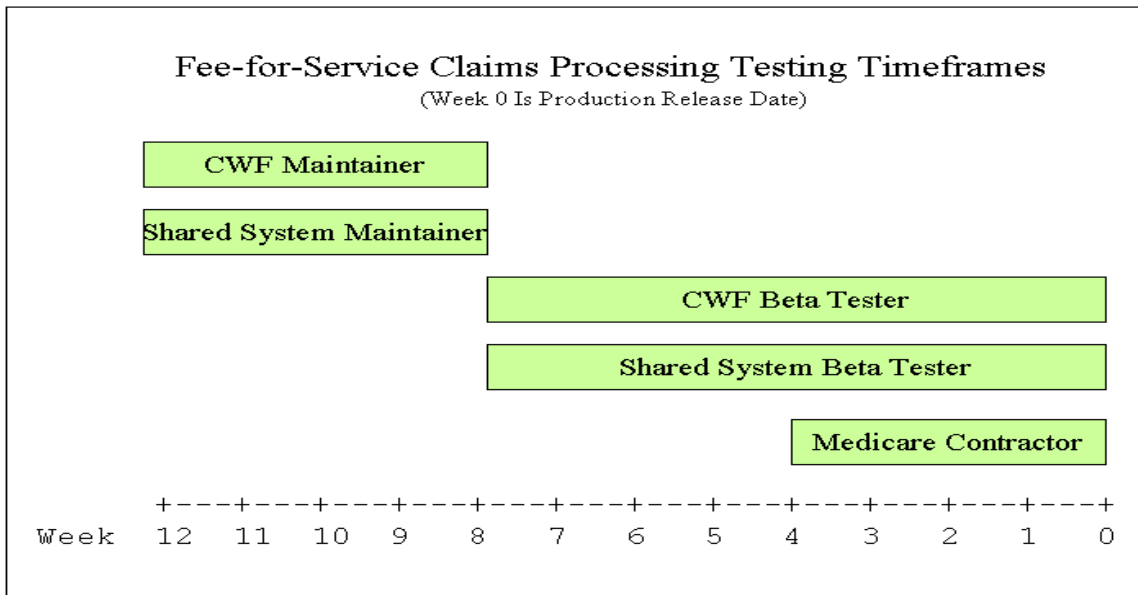 Fee-for-Service Claims Processing Testing Timeframes
(Week 0 Is Production Release Date)
CWF Maintainer
Shared System Maintainer
CWF Beta Tester
Shared System Beta Tester
Medicare Contractor
+---+---+---+---+---+---+---+---+---+---+---+---+
Week 12 11 10 9 8 7 6 5 4 3 2 1 0